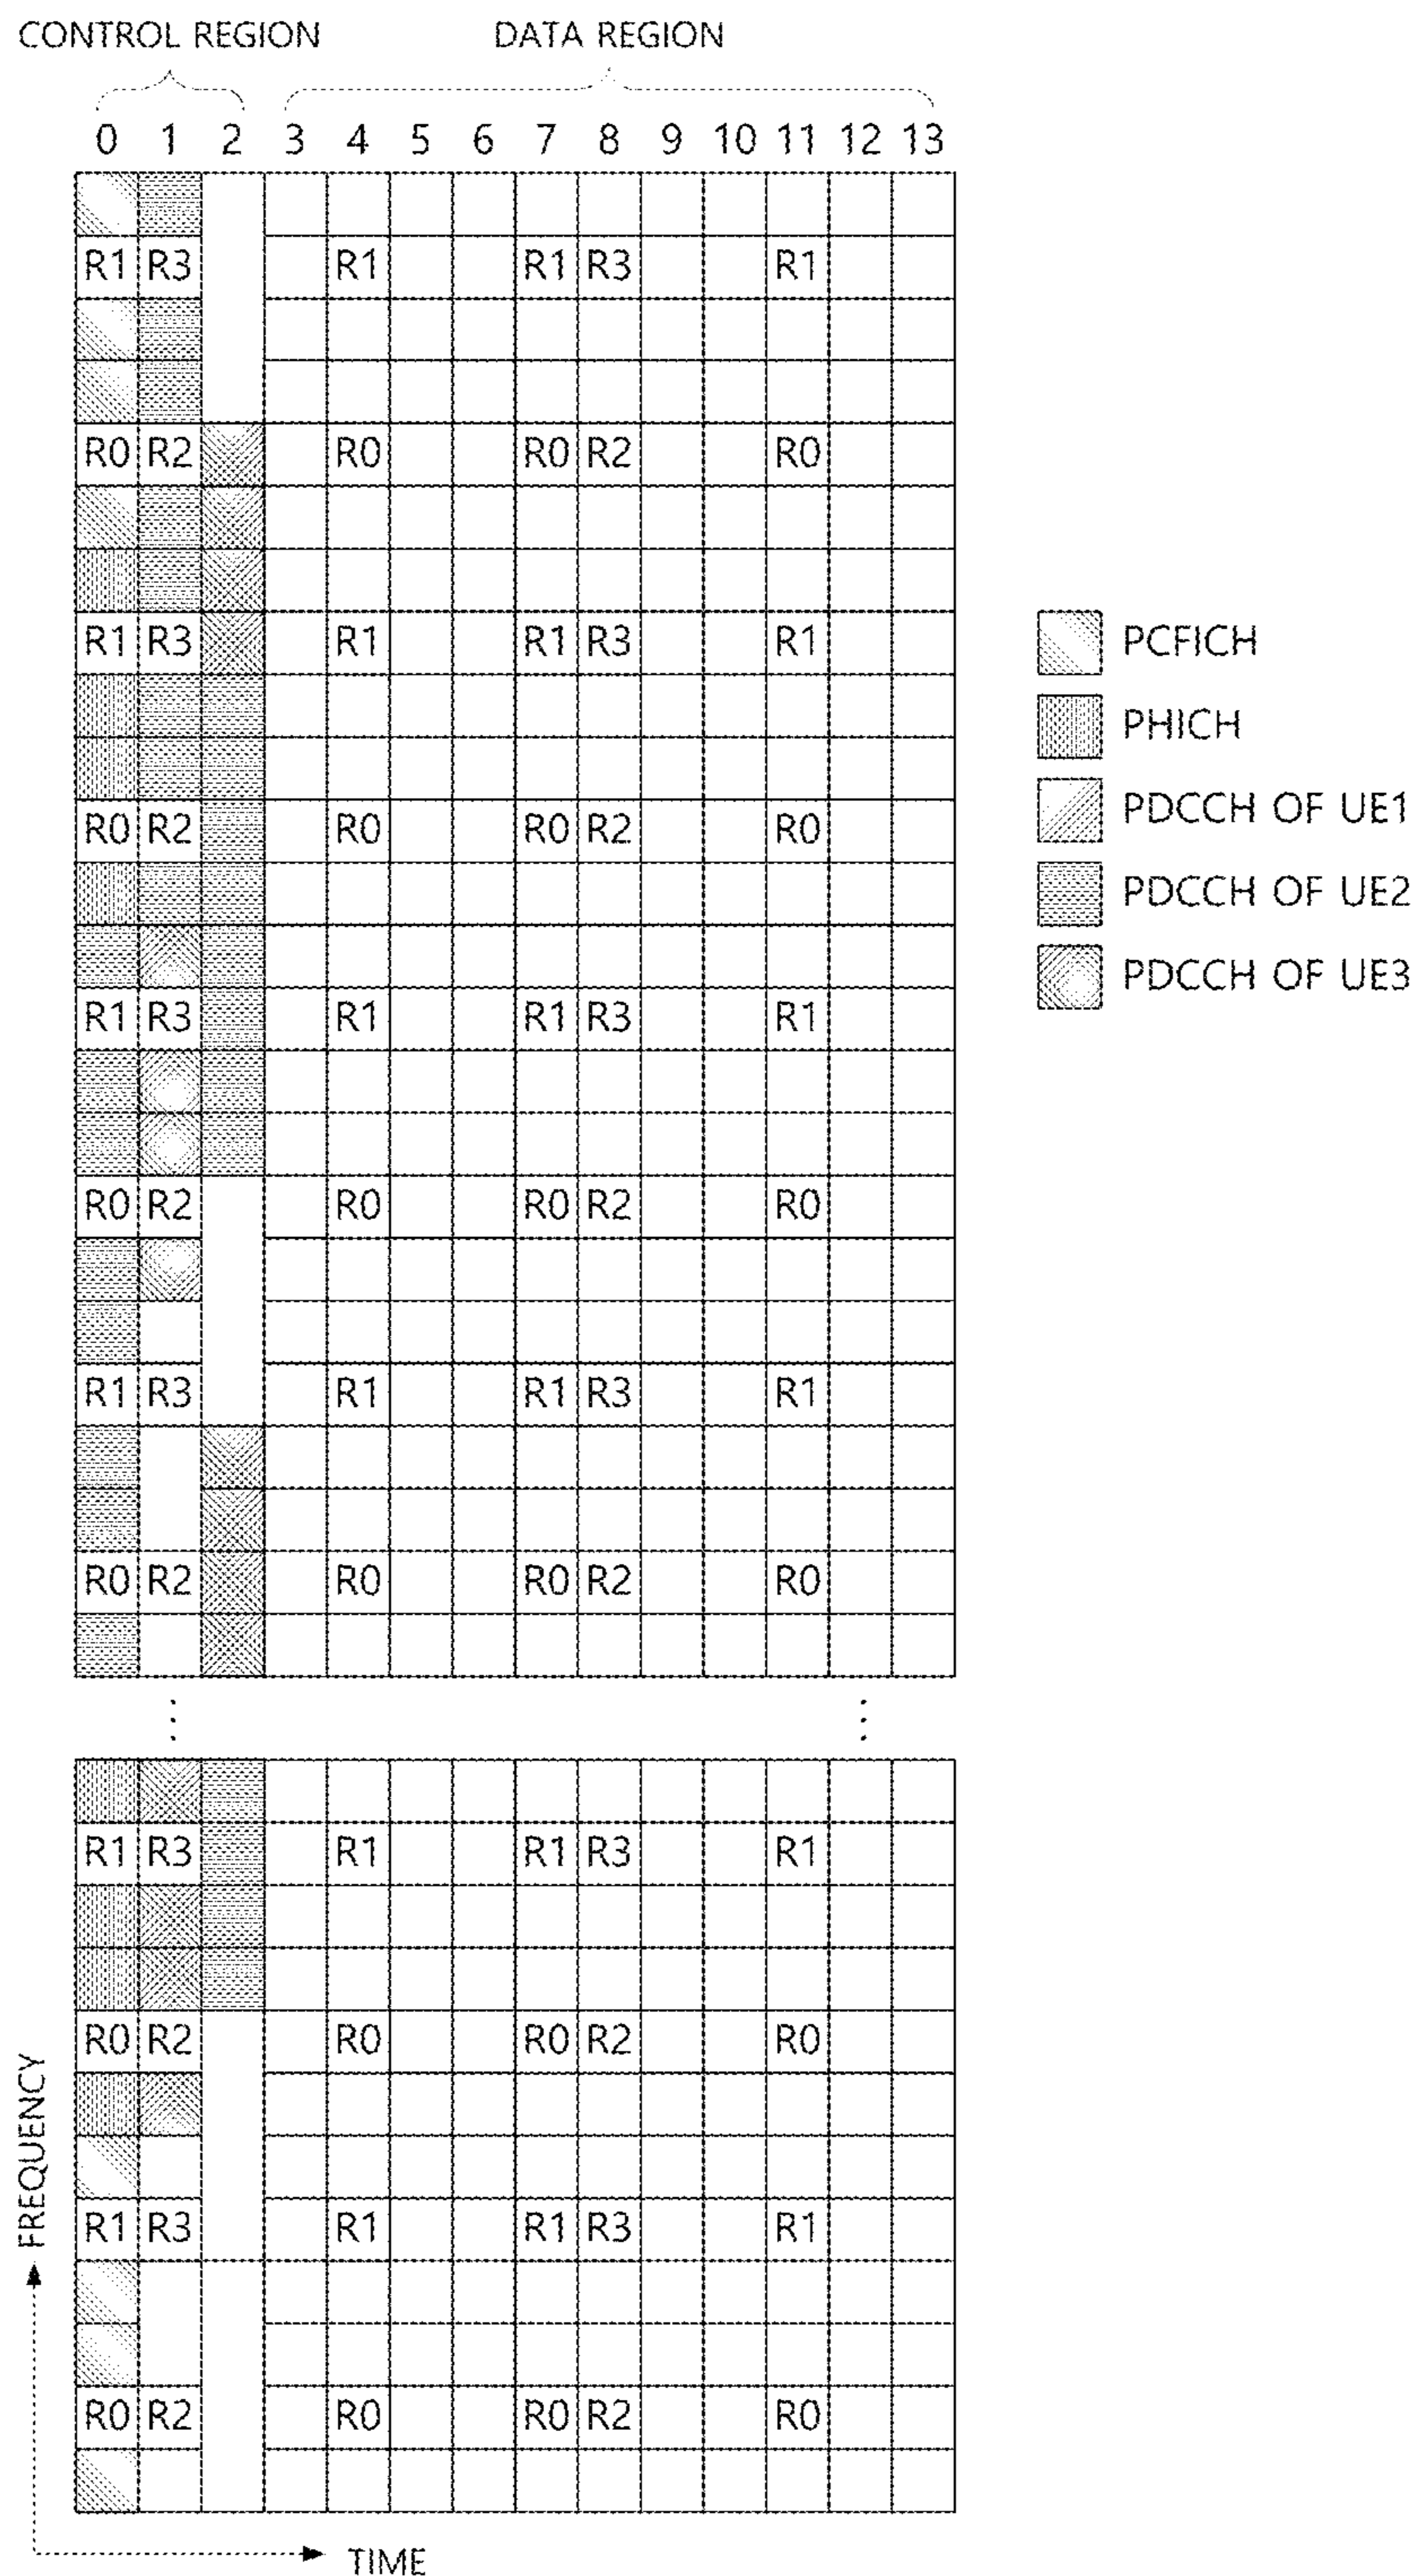 CONTROL REGION DATA REGION
0 1 2 3 4 5 6 7 8 9 10 11 12 13
R1 R3 R1 R1 R3 R1
R0 R2 R0 R0 R2 R0
R1 R3 R1 R1 R3 R1
PCFICH
PHICH
PDCCH OF UE1
R0 R2 R0 R0 R2 R0
PDCCH OF UE2
PDCCH OF UE3
R1 R3 R1 R1 R3 R1
R0 R2 R0 R0 R2 R0
R1 R3 R1 R1 R3 R1
R0 R2 R0 R0 R2 R0
R1 R3 R1 R1 R3 R1
R0 R2 R0 R0 R2 R0
R1 R3 R1 R1 R3 R1
R0 R2 R0 R0 R2 R0
FREQUENCY
TIME